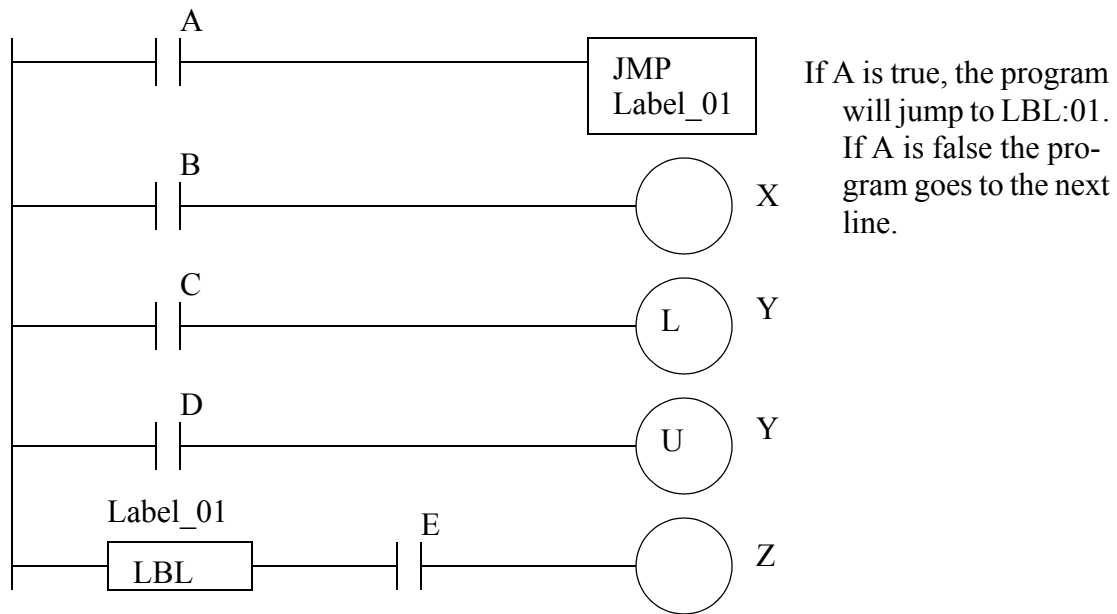 A
JMP
Label_01
If A is true, the program
will jump to LBL:01.
If A is false the pro-
gram goes to the next
line.
B
X
C
L
Y
D
U
Y
Label_01
LBL
E
Z